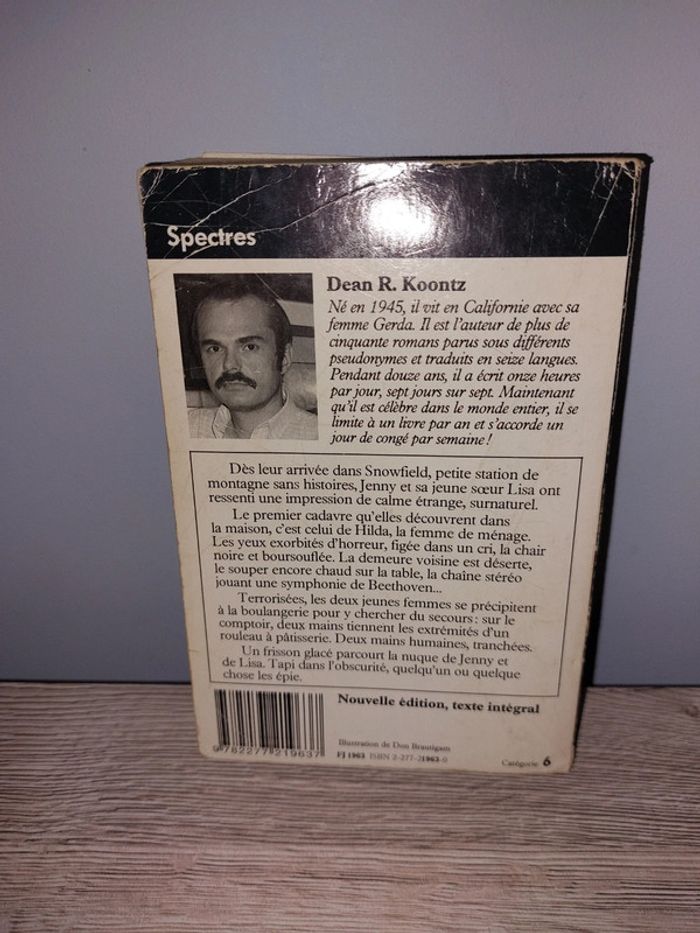 Spectres
Dean R. Koontz
Né en 1945, il vit en Californie avec sa
femme Gerda. Il est l'auteur de plus de
cinquante romans parus sous différents
pseudonymes et traduits en seize langues.
Pendant douze ans, il a écrit onze heures
par jour, sept jours sur sept. Maintenant
qu'il est célèbre dans le monde entier, il se
limite à un livre par an et s'accorde un
jour de congé par semaine !
Dès leur arrivée dans Snowfield, petite station de
montagne sans histoires, Jenny et sa jeune sœur Lisa ont
ressenti une impression de calme étrange, surnaturel.
Le premier cadavre qu'elles découvrent dans
la maison, c'est celui de Hilda, la femme de ménage.
Les yeux exorbités d'horreur, figée dans un cri, la chair
noire et boursouflée. La demeure voisine est déserte,
le souper encore chaud sur la table, la chaîne stéréo
jouant une symphonie de Beethoven...
Terrorisées, les deux jeunes femmes se précipitent
à la boulangerie pour y chercher du secours : sur le
comptoir, deux mains tiennent les extrémités d'un
rouleau à pâtisserie. Deux mains humaines, tranchées.
Un frisson glacé parcourt la nuque de Jenny et
de Lisa. Tapi dans l'obscurité, quelqu'un ou quelque
chose les épie.
Nouvelle édition, texte intégral
9782277219637
Illustration de Don Brautigam
FJ 1963 ISBN 2-277-21963-0
Catégorie 6